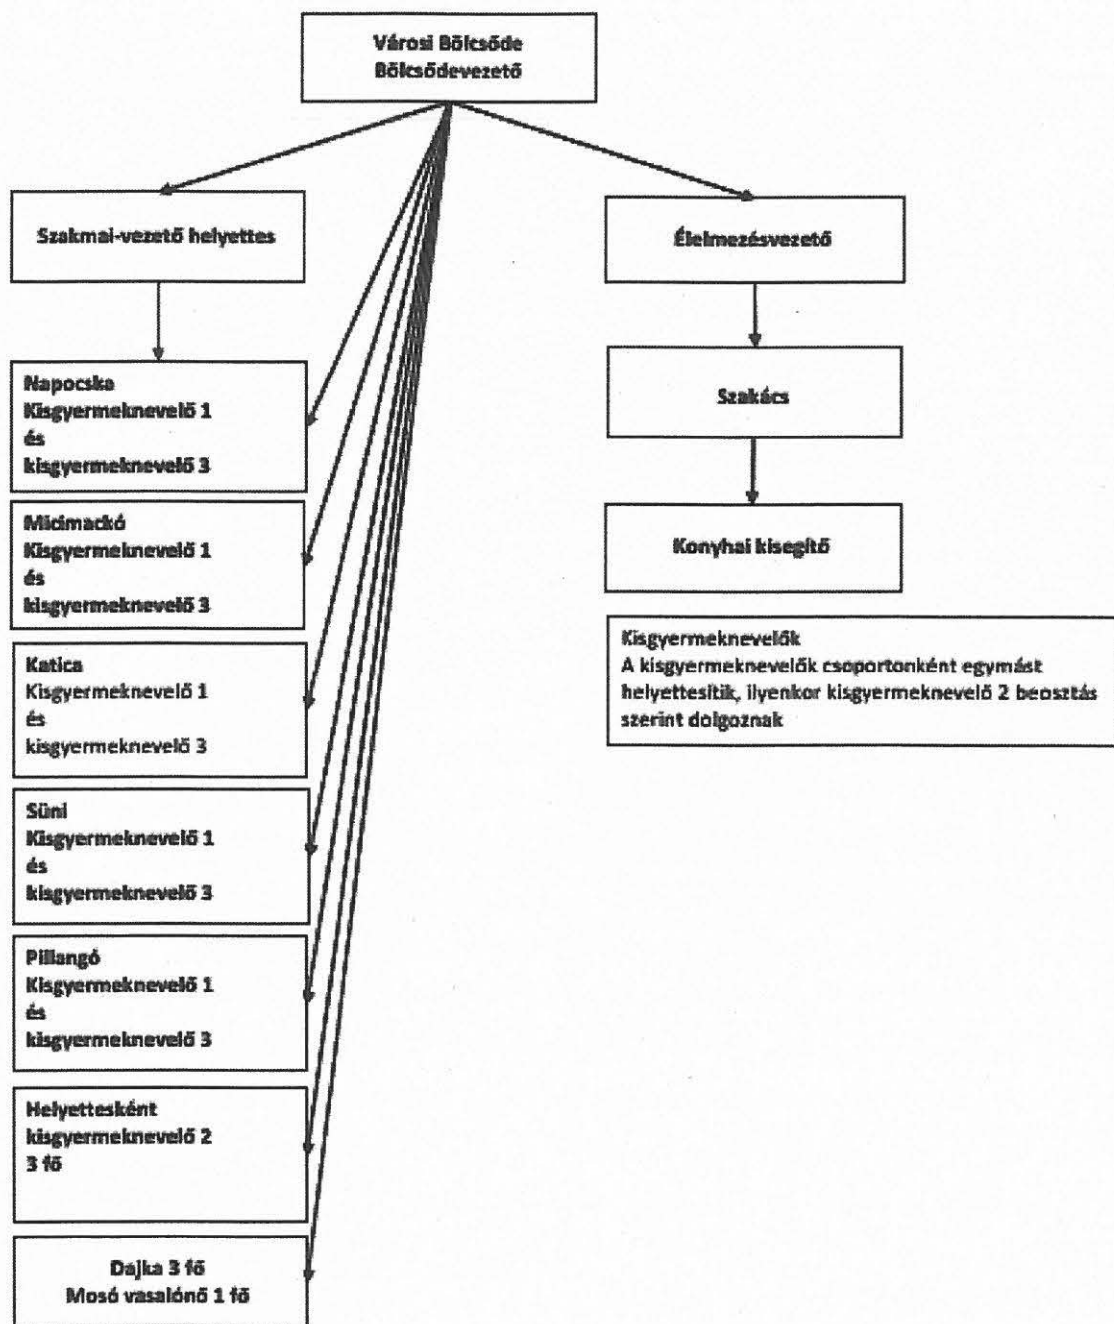 Városi Bölcsőde
Bölcsődevezető
Szakmai-vezető helyettes
Élelmezésvezető
Napocska
Kisgyermeknevelő 1
és
kisgyermeknevelő 3
Szakács
Micimackó
Kisgyermeknevelő 1
és
kisgyermeknevelő 3
Konyhai kisegítő
Katica
Kisgyermeknevelő 1
és
kisgyermeknevelő 3
Kisgyermeknevelők
A kisgyermeknevelők csoportonként egymást
helyettesítik, ilyenkor kisgyermeknevelő 2 beosztás
szerint dolgoznak
Süni
Kisgyermeknevelő 1
és
kisgyermeknevelő 3
Pillangó
Kisgyermeknevelő 1
és
kisgyermeknevelő 3
Helyettesként
kisgyermeknevelő 2
3 fő
Dajka 3 fő
Mosó vasalónő 1 fő